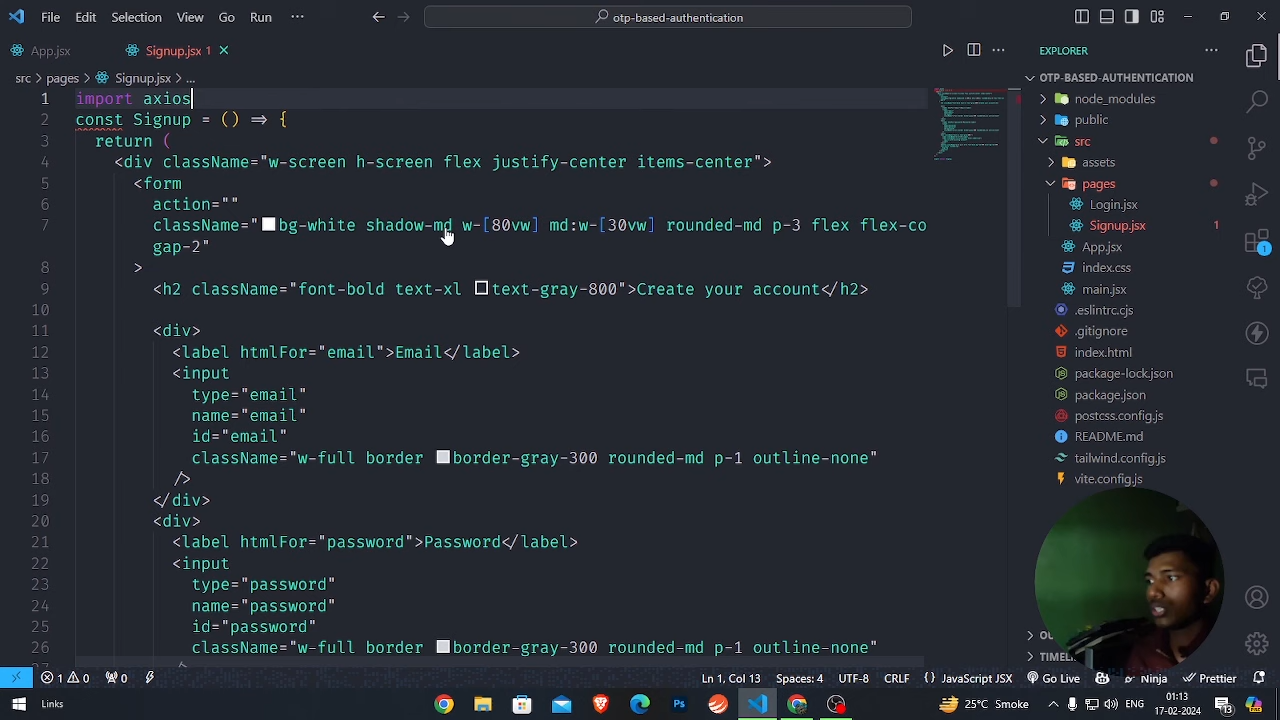 File Edit Selection View Go Run ... otp-based-authentication
App.jsx Signup.jsx 1
EXPLORER
src > pages > Signup.jsx > ...
OTP-BASED-AUTHENTICATION
1 import axios
2 const Signup = () => {
3 return (
4 <div className="w-screen h-screen flex justify-center items-center">
5 <form
6 action=""
7 className="bg-white shadow-md w-[80vw] md:w-[30vw] rounded-md p-3 flex flex-co
gap-2"
8 >
9 <h2 className="font-bold text-xl text-gray-800">Create your account</h2>
10
11 <div>
12 <label htmlFor="email">Email</label>
13 <input
14 type="email"
15 name="email"
16 id="email"
17 className="w-full border border-gray-300 rounded-md p-1 outline-none"
18 />
19 </div>
20 <div>
21 <label htmlFor="password">Password</label>
22 <input
23 type="password"
24 name="password"
25 id="password"
26 className="w-full border border-gray-300 rounded-md p-1 outline-none"
node_modules
public
src
assets
pages
Login.jsx
Signup.jsx 1
App.jsx
index.css
main.jsx
.eslintrc.cjs
.gitignore
index.html
package-lock.json
package.json
postcss.config.js
README.md
tailwind.config.js
vite.config.js
OU
TIMELI
1 0 0 Ln 1, Col 13 Spaces: 4 UTF-8 CRLF {} JavaScript JSX Go Live Ninja Prettier
Links 25° 01:13
17-02-2024